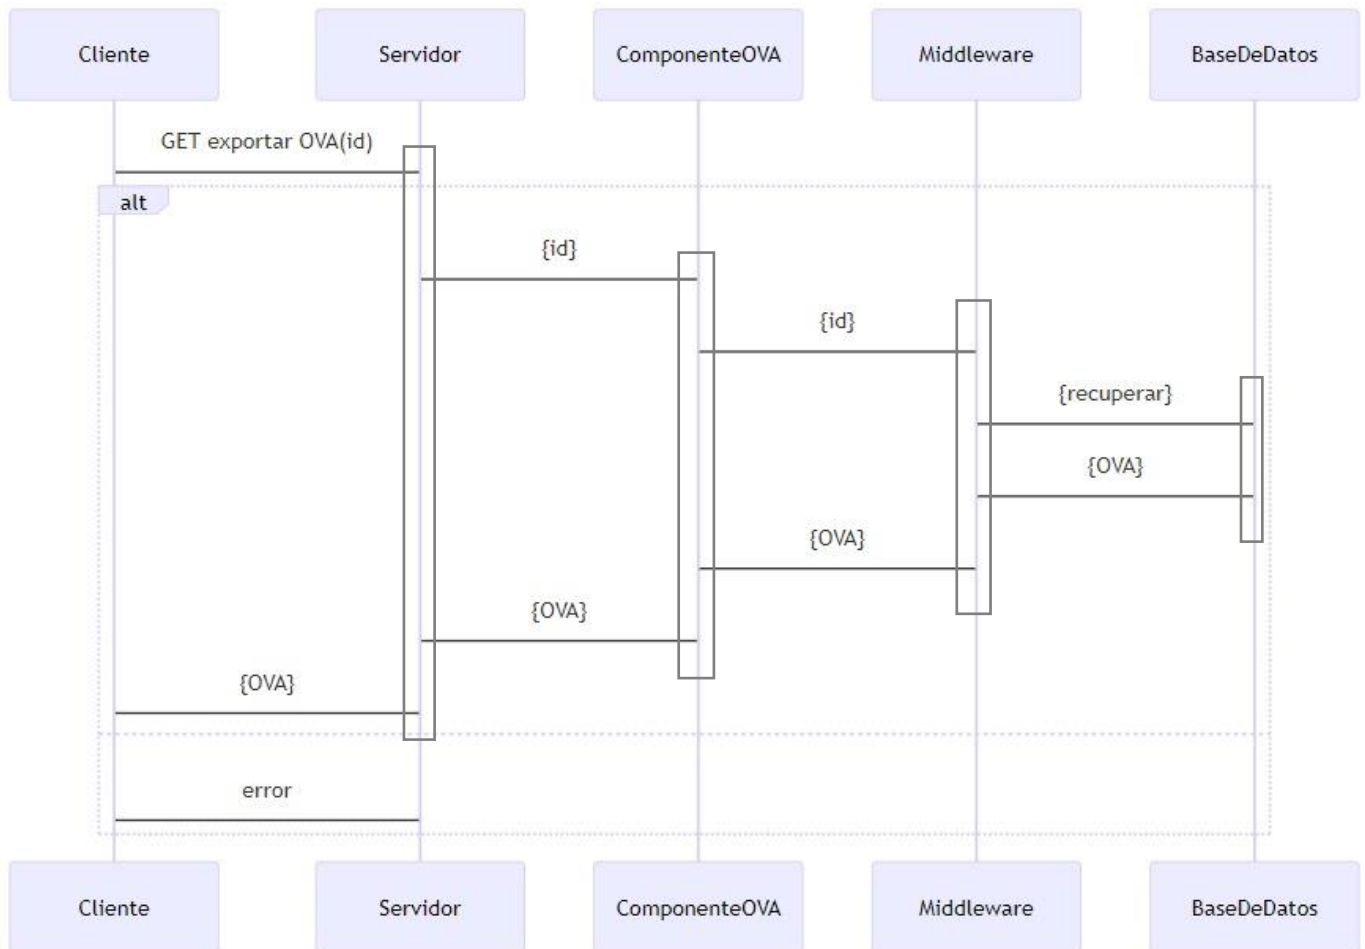 Cliente
Servidor
ComponenteOVA
Middleware
BaseDeDatos
GET exportar OVA(id)
alt
{id}
{id}
{recuperar}
{OVA}
{OVA}
{OVA}
{OVA}
error
Cliente
Servidor
ComponenteOVA
Middleware
BaseDeDatos